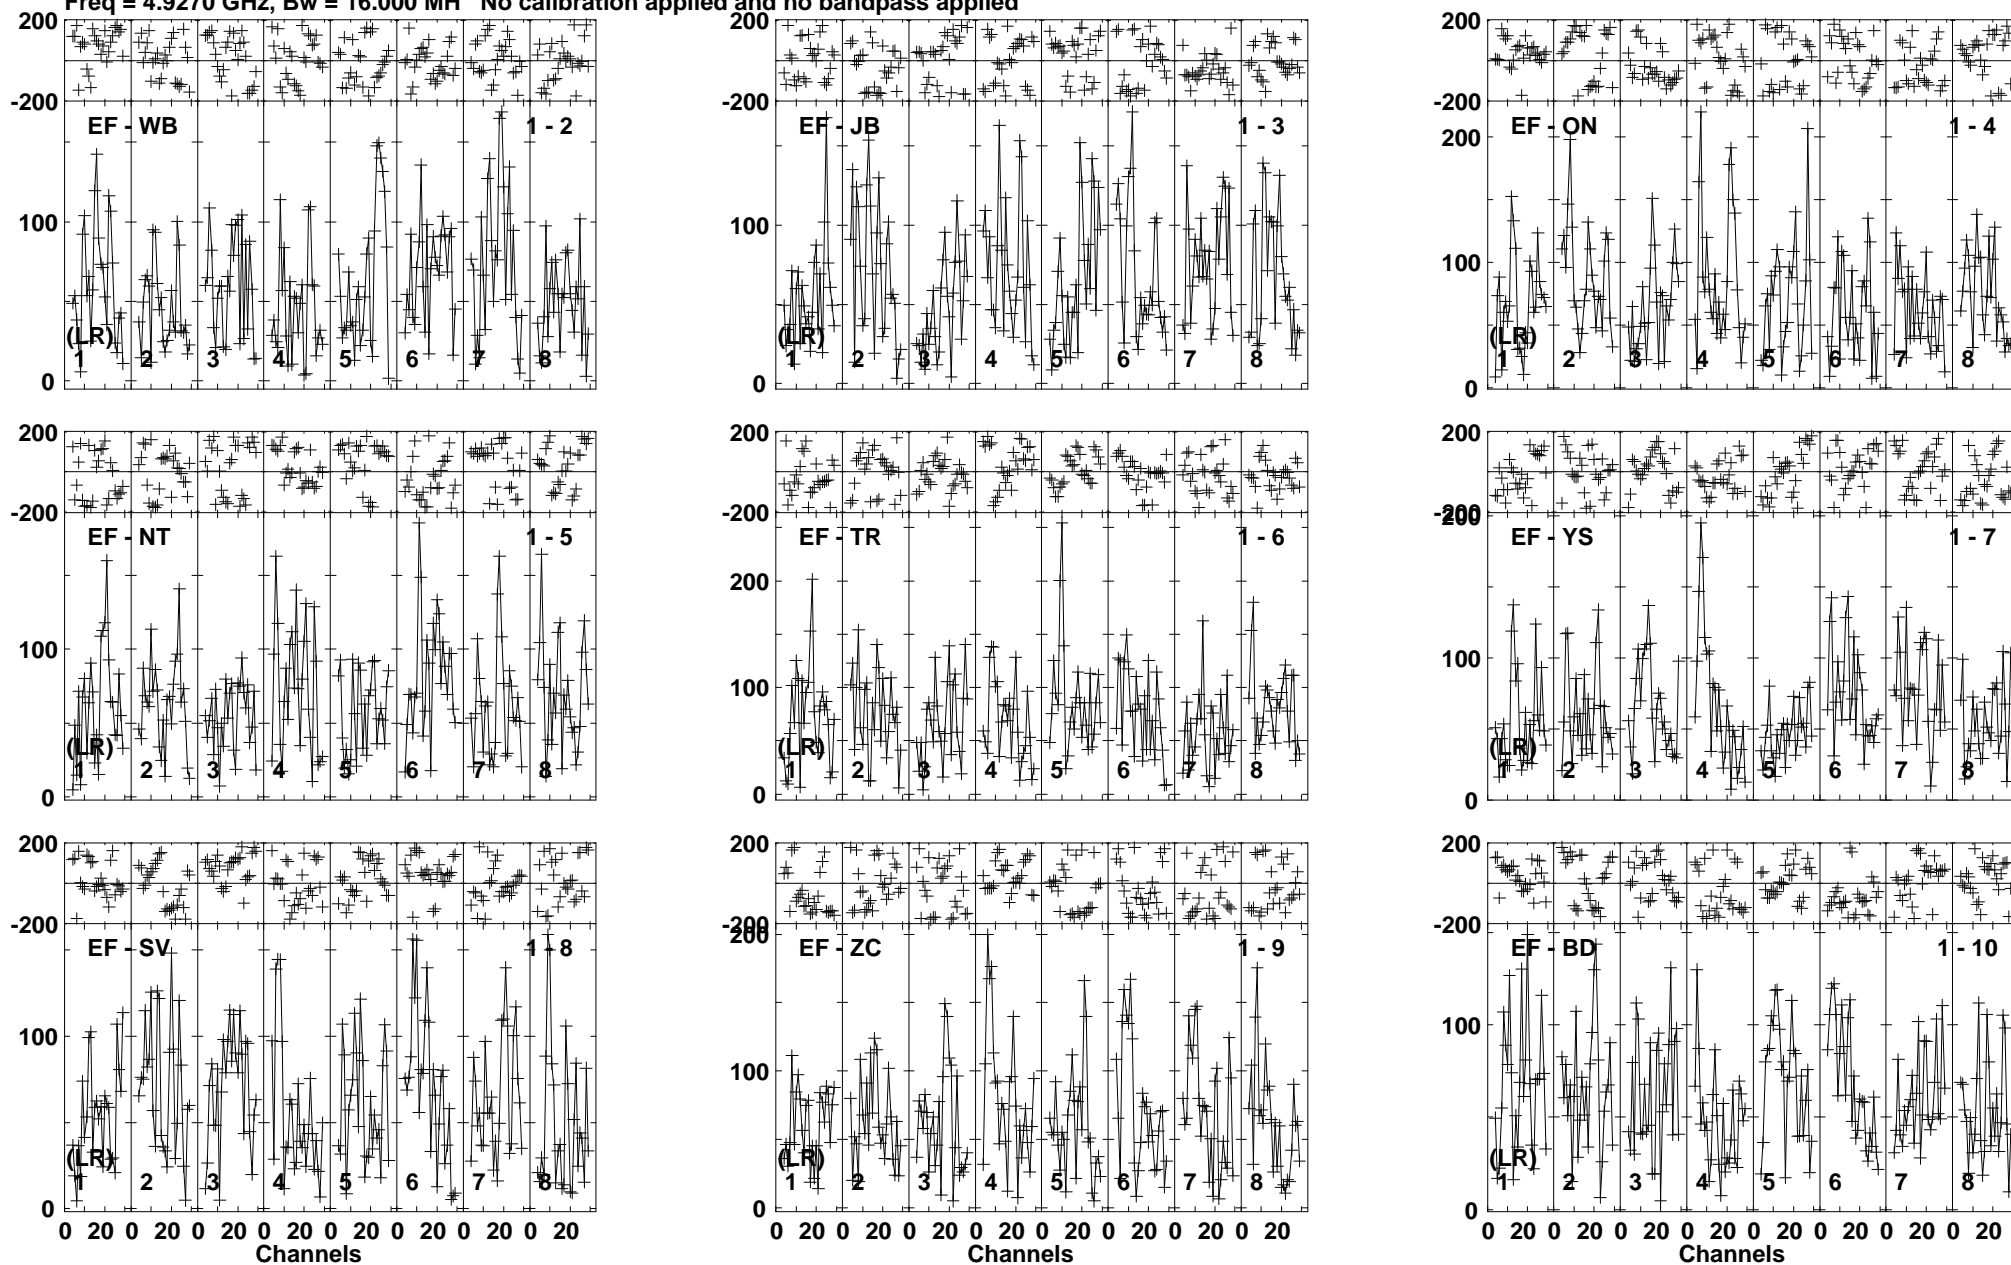 Freq = 4.9270 GHz, Bw = 16.000 MH No calibration applied and no bandpass applied
200 200 200
-200 -200 -200
EF - WB 1 - 2 EF - JB 1 - 3 EF - ON 1 - 4
200
100 100 100
(LR) (LR) (LR)
1 2 3 4 5 6 7 8 1 2 3 4 5 6 7 8 1 2 3 4 5 6 7 8
0 0 0
200 200 200
-200 -200 -200
200
EF - NT 1 - 5 EF - TR 1 - 6 EF - YS 1 - 7
200
100 100 100
(LR) (LR) (LR)
1 2 3 4 5 6 7 8 1 2 3 4 5 6 7 8 1 2 3 4 5 6 7 8
0 0 0
200 200 200
-200 -200 -200
200
EF - SV 1 - 8 EF - ZC 1 - 9 EF - BD 1 - 10
100 100 100
(LR) (LR) (LR)
1 2 3 4 5 6 7 8 1 2 3 4 5 6 7 8 1 2 3 4 5 6 7 8
0 0 0
0 20 0 20 0 20 0 20 0 20 0 20 0 20 0 20 0 20 0 20 0 20 0 20 0 20 0 20 0 20 0 20 0 20 0 20 0 20 0 20 0 20 0 20 0 20 0 20
Channels Channels Channels